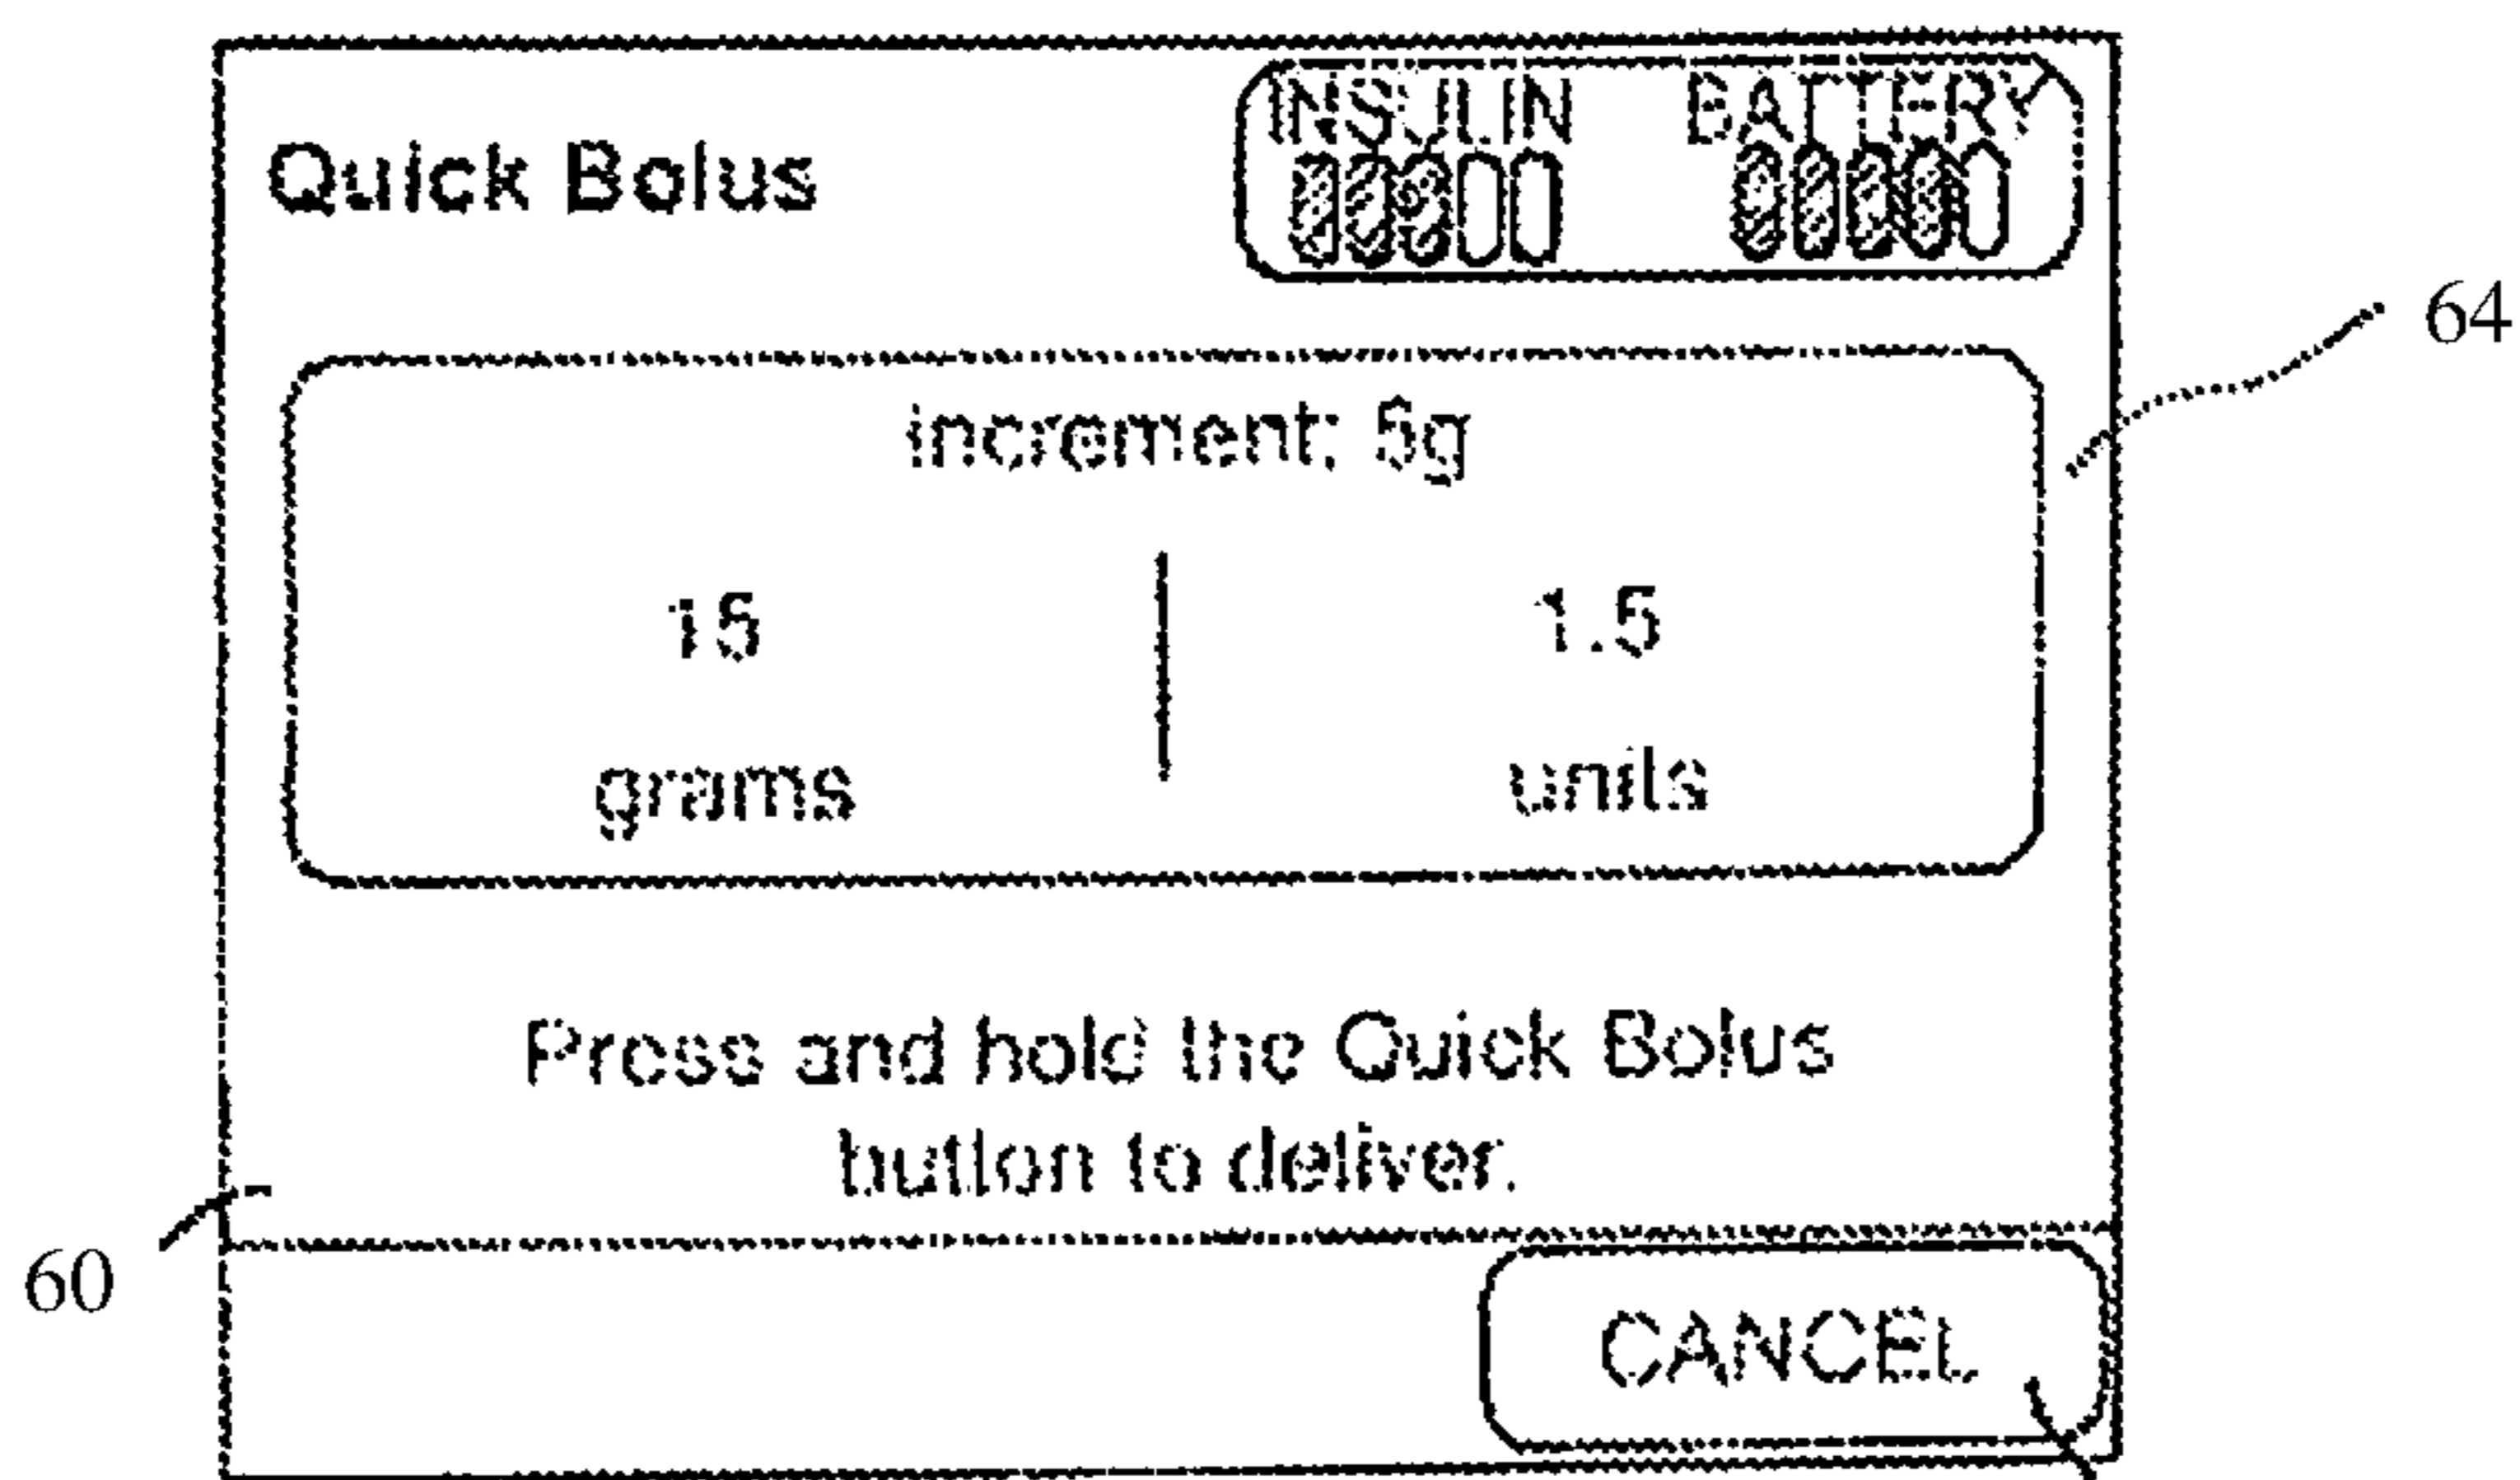 INSULIN BATTERY
Quick Bolus
64
increment: 5g
15 1.5
grams units
Press and hold the Quick Bolus
button to deliver.
60
CANCEL